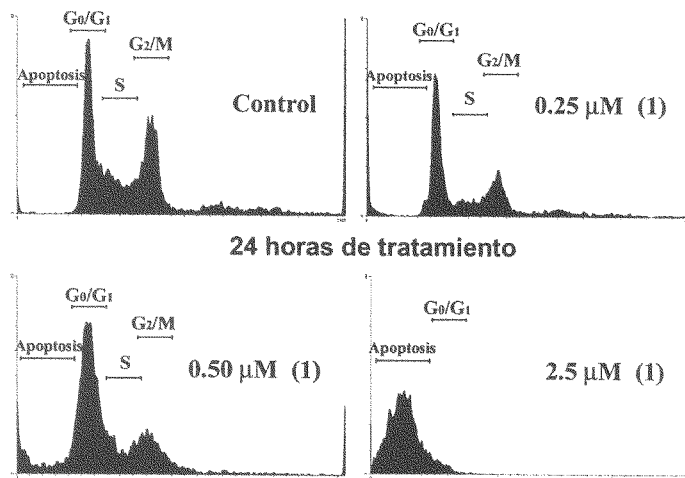 G0/G1
G2/M
Apoptosis
S
Control
G0/G1
G2/M
Apoptosis
S
0.25 µM (1)
24 horas de tratamiento
G0/G1
G2/M
Apoptosis
S
0.50 µM (1)
G0/G1
Apoptosis
2.5 µM (1)